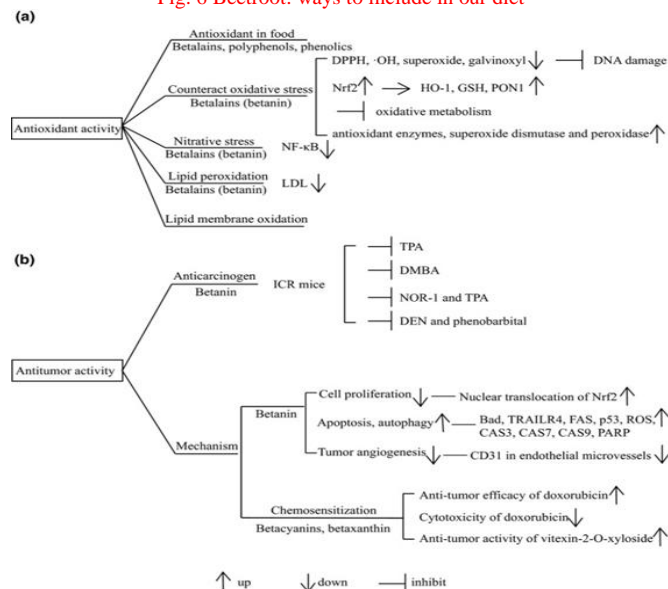 Fig. 6 Beetroot: ways to include in our diet
(a)
Antioxidant activity
Antioxidant in food
Betalains, polyphenols, phenolics
Counteract oxidative stress
Betalains (betanin)
DPPH, ·OH, superoxide, galvinoxyl ↓ ⊣ DNA damage
Nrf2 ↑ → HO-1, GSH, PON1 ↑
⊣ oxidative metabolism
antioxidant enzymes, superoxide dismutase and peroxidase ↑
Nitrative stress
Betalains (betanin)
NF-κB ↓
Lipid peroxidation
Betalains (betanin)
LDL ↓
Lipid membrane oxidation
(b)
Antitumor activity
Anticarcinogen
Betanin
ICR mice
TPA
DMBA
NOR-1 and TPA
DEN and phenobarbital
Mechanism
Betanin
Cell proliferation ↓ — Nuclear translocation of Nrf2 ↑
Apoptosis, autophagy ↑ — Bad, TRAILR4, FAS, p53, ROS, ↑
CAS3, CAS7, CAS9, PARP
Tumor angiogenesis ↓ — CD31 in endothelial microvessels ↓
Chemosensitization
Betacyanins, betaxanthin
Anti-tumor efficacy of doxorubicin ↑
Cytotoxicity of doxorubicin ↓
Anti-tumor activity of vitexin-2-O-xyloside ↑
↑ up ↓ down ⊣ inhibit